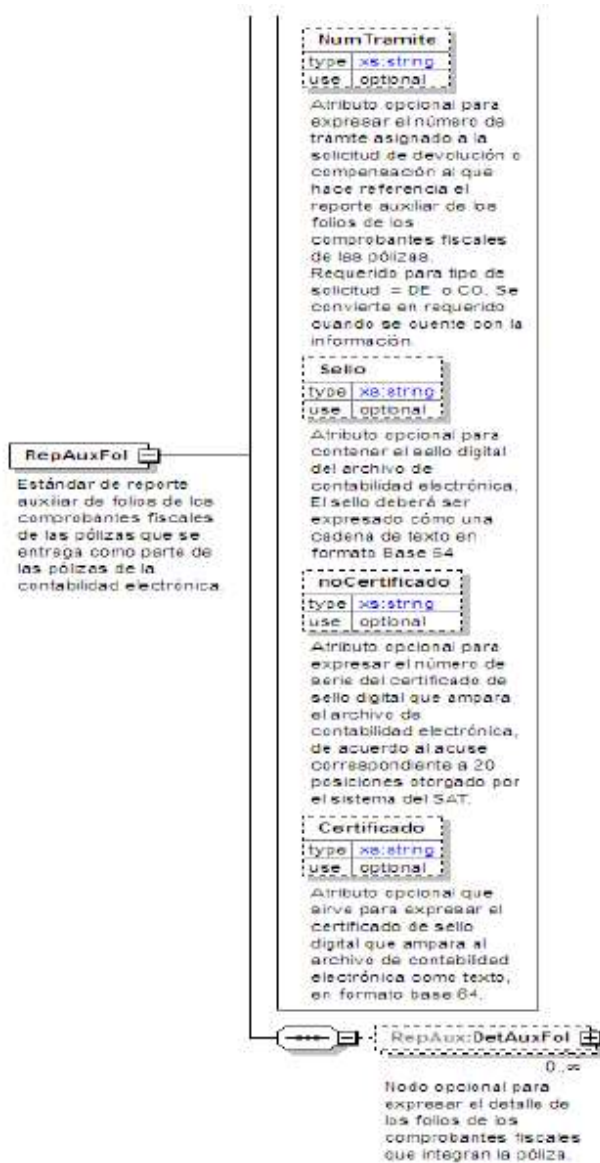 NumTramite
type xs:string
use optional
Atributo opcional para
expresar el número de
trámite asignado a la
solicitud de devolución o
compensación al que
hace referencia el
reporte auxiliar de los
folios de los
comprobantes fiscales
de las pólizas.
Requerido para tipo de
solicitud = DE o CO. Se
convierte en requerido
cuando se cuente con la
información.
Sello
type xs:string
use optional
Atributo opcional para
contener el sello digital
del archivo de
contabilidad electrónica.
El sello deberá ser
expresado cómo una
cadena de texto en
formato Base 64
RepAuxFol
Estándar de reporte
auxiliar de folios de los
comprobantes fiscales
de las pólizas que se
entrega como parte de
las pólizas de la
contabilidad electrónica.
noCertificado
type xs:string
use optional
Atributo opcional para
expresar el número de
serie del certificado de
sello digital que ampara
el archivo de
contabilidad electrónica,
de acuerdo al acuse
correspondiente a 20
posiciones otorgado por
el sistema del SAT.
Certificado
type xs:string
use optional
Atributo opcional que
sirve para expresar el
certificado de sello
digital que ampara al
archivo de contabilidad
electrónica como texto,
en formato base 64.
RepAux:DetAuxFol
0..∞
Nodo opcional para
expresar el detalle de
los folios de los
comprobantes fiscales
que integran la póliza.